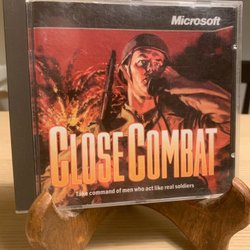 Microsoft
CLOSE COMBAT
Take command of men who act like real soldiers